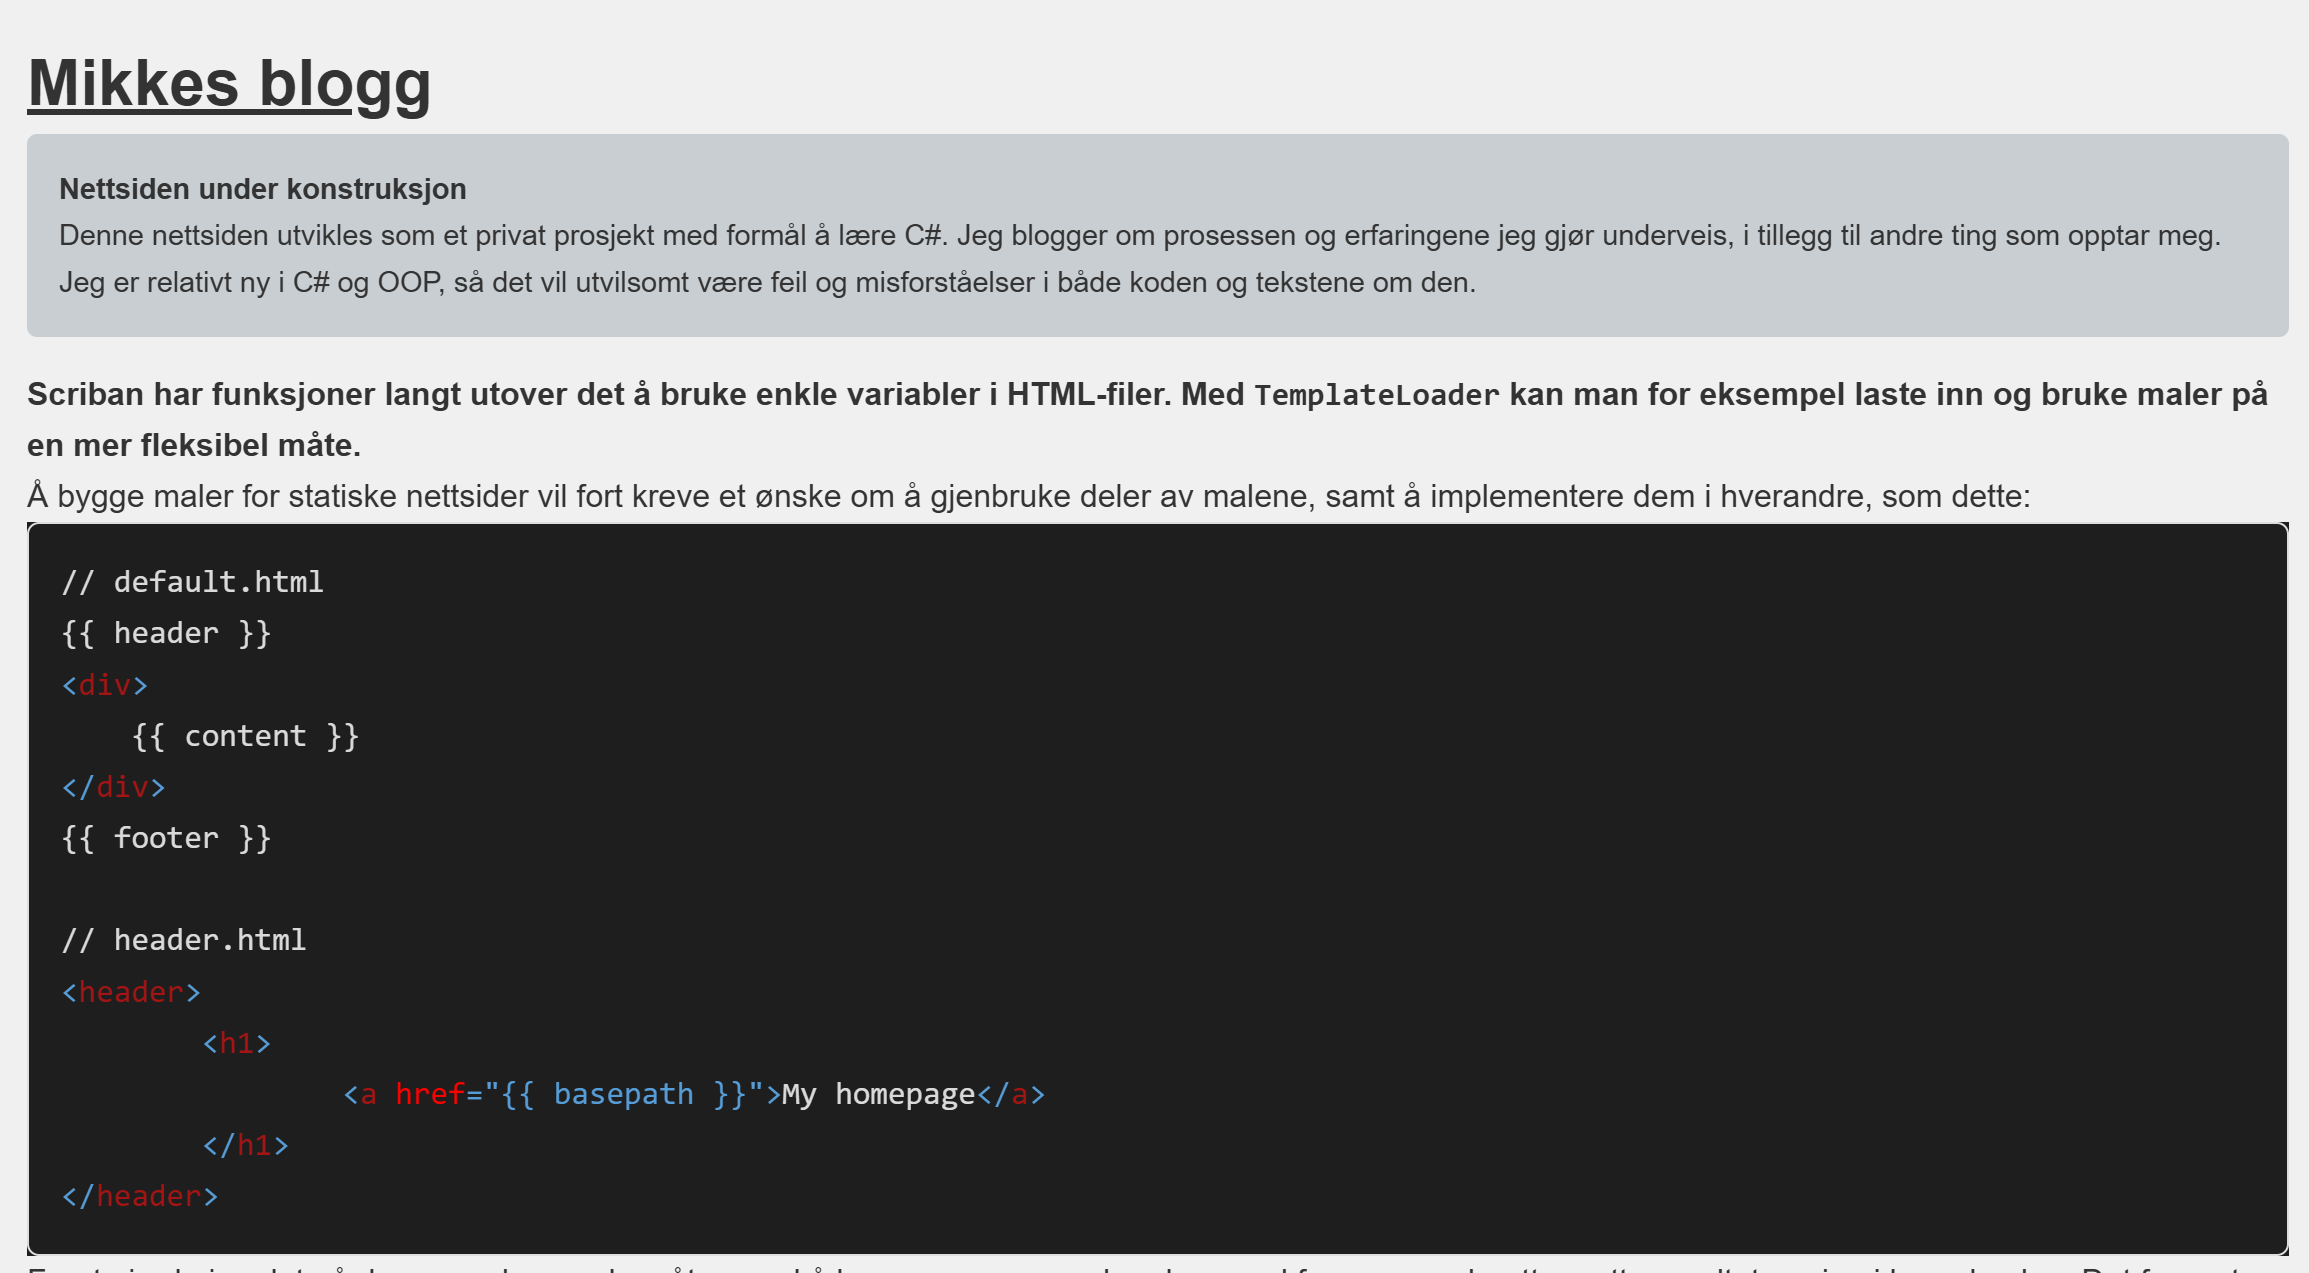 Mikkes blogg
Nettsiden under konstruksjon
Denne nettsiden utvikles som et privat prosjekt med formål å lære C#. Jeg blogger om prosessen og erfaringene jeg gjør underveis, i tillegg til andre ting som opptar meg.
Jeg er relativt ny i C# og OOP, så det vil utvilsomt være feil og misforståelser i både koden og tekstene om den.
Scriban har funksjoner langt utover det å bruke enkle variabler i HTML-filer. Med TemplateLoader kan man for eksempel laste inn og bruke maler på
en mer fleksibel måte.
Å bygge maler for statiske nettsider vil fort kreve et ønske om å gjenbruke deler av malene, samt å implementere dem i hverandre, som dette:
// default.html
{{ header }}
<div>
    {{ content }}
</div>
{{ footer }}
// header.html
<header>
        <h1>
                <a href="{{ basepath }}">My homepage</a>
        </h1>
</header>